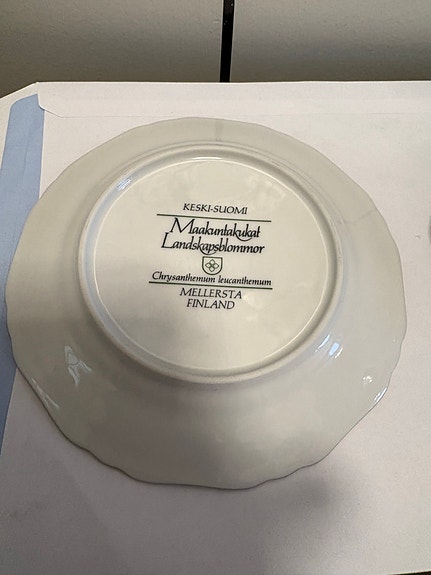 KESKI-SUOMI
Maakuntakukat
Landskapsblommor
Chrysanthemum leucanthemum
MELLERSTA
FINLAND